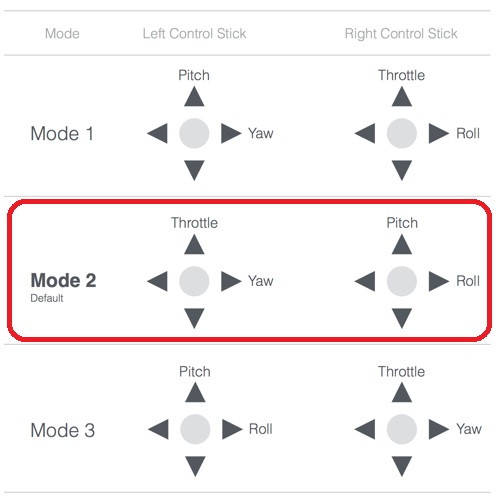 Mode Left Control Stick Right Control Stick
Pitch Throttle
Mode 1 Yaw Roll
Throttle Pitch
Mode 2 Yaw Roll
Default
Pitch Throttle
Mode 3 Roll Yaw